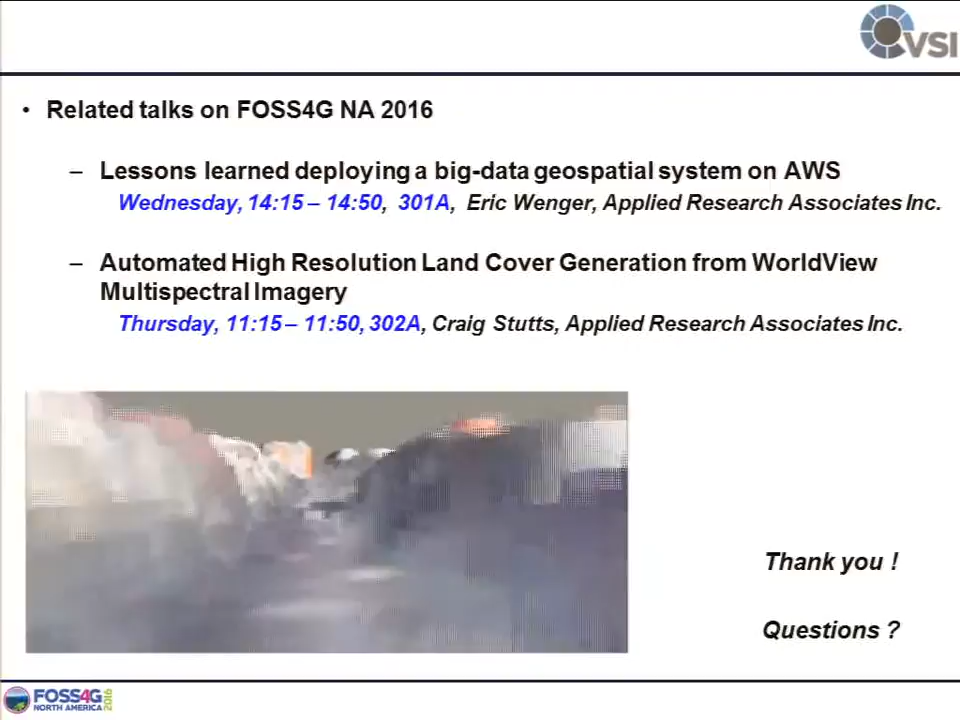 VSI
• Related talks on FOSS4G NA 2016
– Lessons learned deploying a big-data geospatial system on AWS
Wednesday, 14:15 – 14:50, 301A, Eric Wenger, Applied Research Associates Inc.
– Automated High Resolution Land Cover Generation from WorldView
Multispectral Imagery
Thursday, 11:15 – 11:50, 302A, Craig Stutts, Applied Research Associates Inc.
Thank you !
Questions ?
FOSS4G
NORTH AMERICA
2016